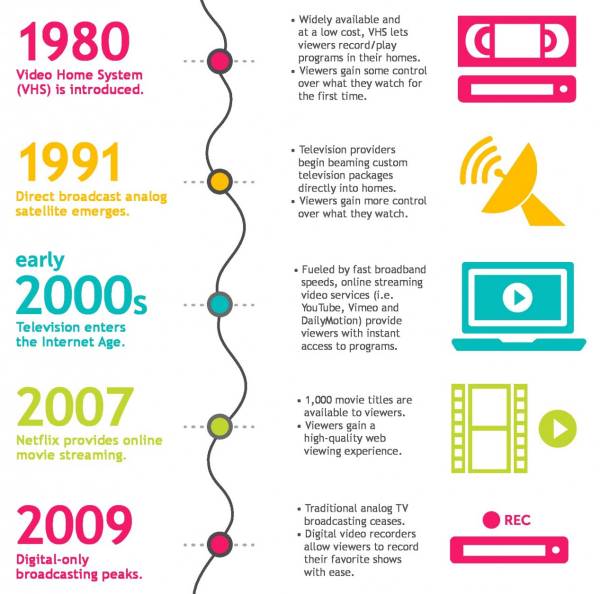 1980
Video Home System
(VHS) is introduced.
• Widely available and
at a low cost, VHS lets
viewers record/play
programs in their homes.
• Viewers gain some control
over what they watch for
the first time.
1991
Direct broadcast analog
satellite emerges.
• Television providers
begin beaming custom
television packages
directly into homes.
• Viewers gain more control
over what they watch.
early
2000s
Television enters
the Internet Age.
• Fueled by fast broadband
speeds, online streaming
video services (i.e.
YouTube, Vimeo and
DailyMotion) provide
viewers with instant
access to programs.
2007
Netflix provides online
movie streaming.
• 1,000 movie titles are
available to viewers.
• Viewers gain a
high-quality web
viewing experience.
2009
Digital-only
broadcasting peaks.
• Traditional analog TV
broadcasting ceases.
• Digital video recorders
allow viewers to record
their favorite shows
with ease.
REC